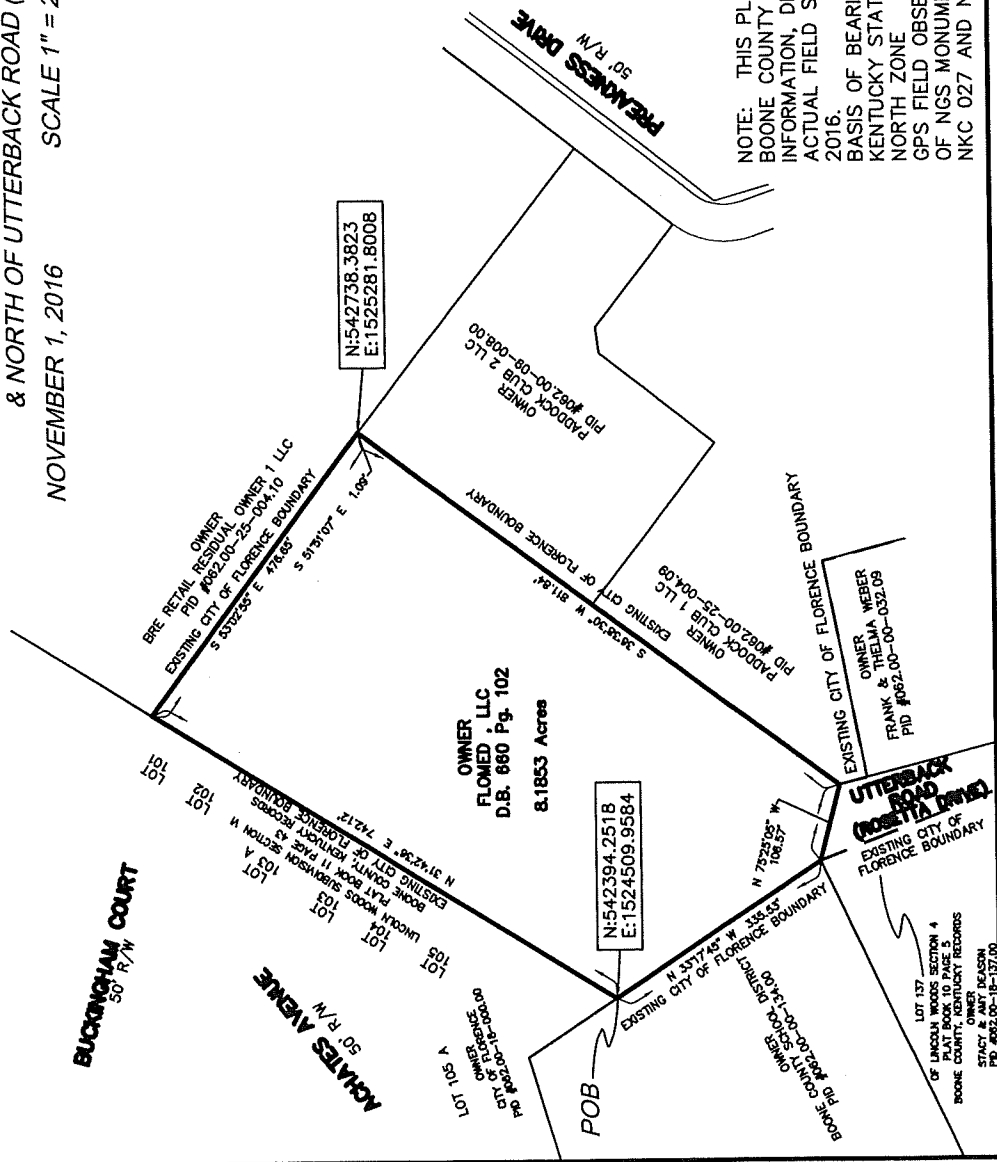 & NORTH OF UTTERBACK ROAD (
NOVEMBER 1, 2016
SCALE 1" = 2
PREAKNESS DRIVE
50' R/W
N:542738.3823
E:1525281.8008
OWNER
BRE RETAIL RESIDUAL OWNER 1 LLC
PID #062.00-25-004.10
EXISTING CITY OF FLORENCE BOUNDARY
S 53°02'55" E 476.65'
S 51°51'07" E 1.09'
OWNER
PADDOCK CLUB 2 LLC
PID #062.00-09-008.00
BUCKINGHAM COURT
50' R/W
LOT
101
LOT
102
LOT
103 A
LOT
103
LOT
104
LOT
105
LINCOLN WOODS SUBDIVISION SECTION VI
PLAT BOOK 11 PAGE 43
BOONE COUNTY, KENTUCKY RECORDS
EXISTING CITY OF FLORENCE BOUNDARY
N 31°42'36" E 742.12'
ACHATES AVENUE
50' R/W
OWNER
FLOMED , LLC
D.B. 660 Pg. 102
8.1853 Acres
EXISTING CITY OF FLORENCE BOUNDARY
S 36°38'30" W 811.84'
OWNER
PADDOCK CLUB 1 LLC
PID #062.00-25-004.09
LOT 105 A
OWNER
CITY OF FLORENCE
PID #062.00-18-000.00
N:542394.2518
E:1524509.9584
POB
N 33°17'45" W 335.53'
EXISTING CITY OF FLORENCE BOUNDARY
OWNER
BOONE COUNTY SCHOOL DISTRICT
PID #062.00-00-134.00
N 75°25'05" W
108.57'
EXISTING CITY OF FLORENCE BOUNDARY
OWNER
FRANK & THELMA WEBER
PID #062.00-00-032.09
UTTERBACK
ROAD
(ROSETTA DRIVE)
EXISTING CITY OF
FLORENCE BOUNDARY
LOT 137
OF LINCOLN WOODS SECTION 4
PLAT BOOK 10 PAGE 5
BOONE COUNTY, KENTUCKY RECORDS
OWNER
STACY & AMY DEASON
PID #062.00-18-137.00
NOTE: THIS PL
BOONE COUNTY
INFORMATION, D
ACTUAL FIELD S
2016.
BASIS OF BEARI
KENTUCKY STAT
NORTH ZONE
GPS FIELD OBSE
OF NGS MONUM
NKC 027 AND N